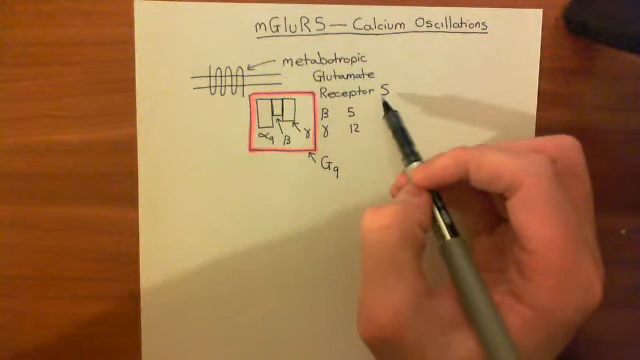 mGluR5 — Calcium Oscillations
metabotropic
Glutamate
Receptor 5
β 5
γ 12
αq β γ
Gq